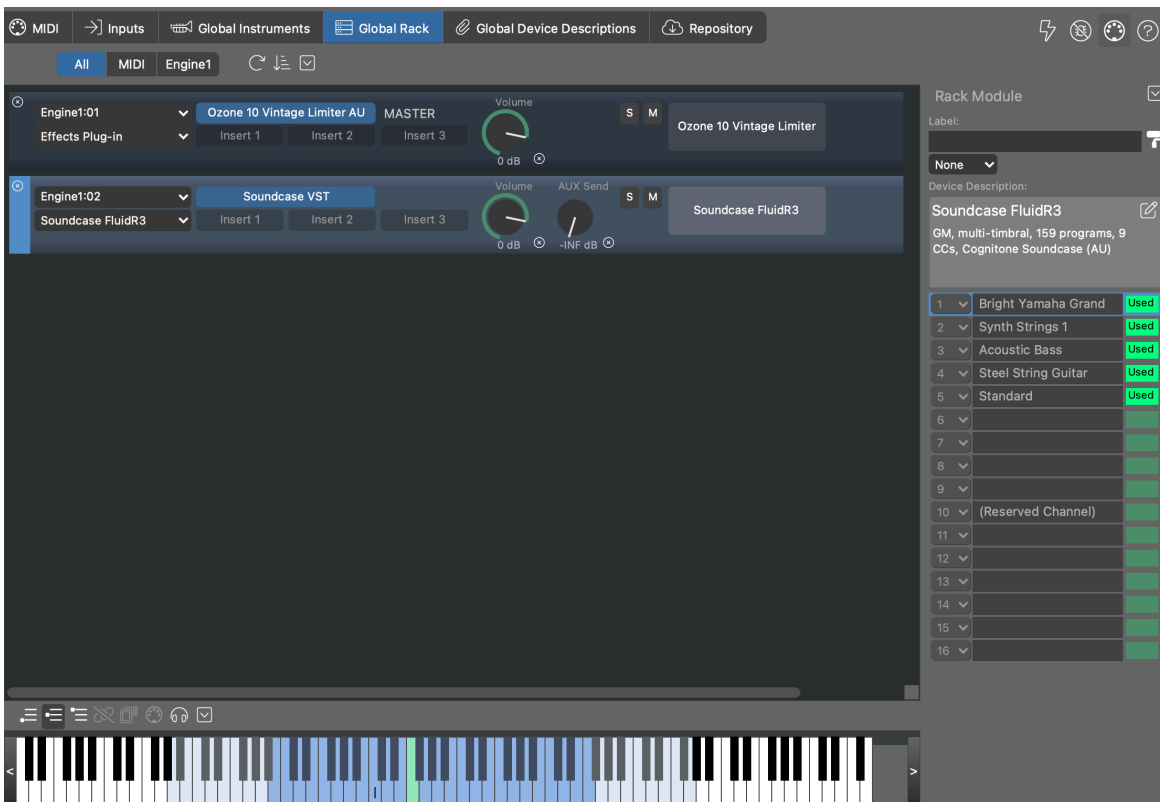 MIDI
Inputs
Global Instruments
Global Rack
Global Device Descriptions
Repository
All
MIDI
Engine1
Engine1:01
Ozone 10 Vintage Limiter AU
MASTER
Volume
S
M
Ozone 10 Vintage Limiter
Effects Plug-in
Insert 1
Insert 2
Insert 3
0 dB
Engine1:02
Soundcase VST
Volume
AUX Send
S
M
Soundcase FluidR3
Soundcase FluidR3
Insert 1
Insert 2
Insert 3
0 dB
-INF dB
Rack Module
Label:
None
Device Description:
Soundcase FluidR3
GM, multi-timbral, 159 programs, 9
CCs, Cognitone Soundcase (AU)
1 Bright Yamaha Grand Used
2 Synth Strings 1 Used
3 Acoustic Bass Used
4 Steel String Guitar Used
5 Standard Used
6
7
8
9
10 (Reserved Channel)
11
12
13
14
15
16